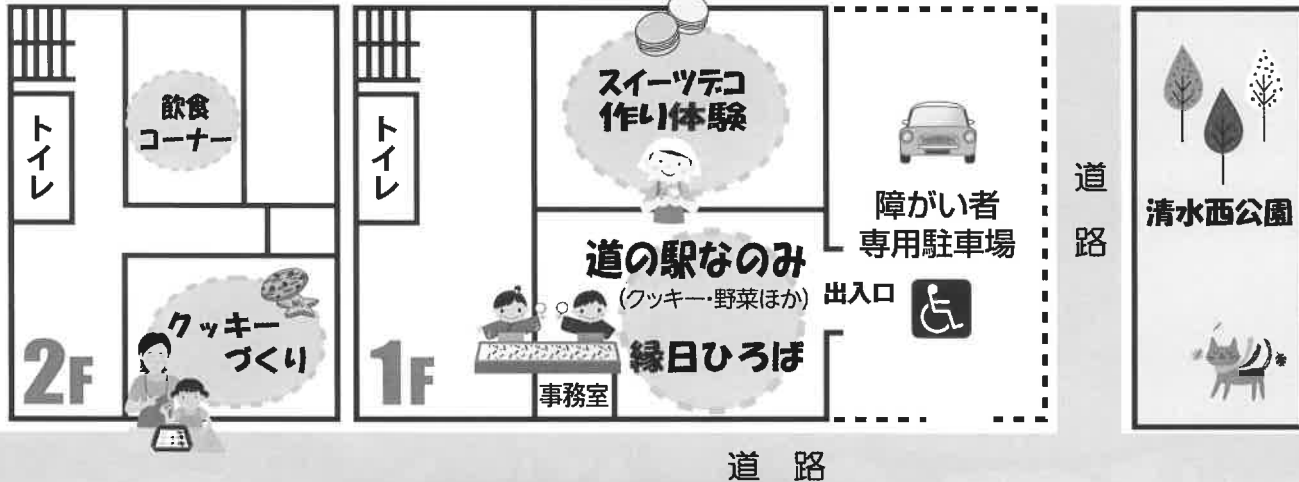 トイレ
飲食
コーナー
クッキー
づくり
2F
トイレ
スイーツデコ
作り体験
道の駅なのみ
(クッキー・野菜ほか)
縁日ひろば
事務室
1F
出入口
障がい者
専用駐車場
道路
清水西公園
道路